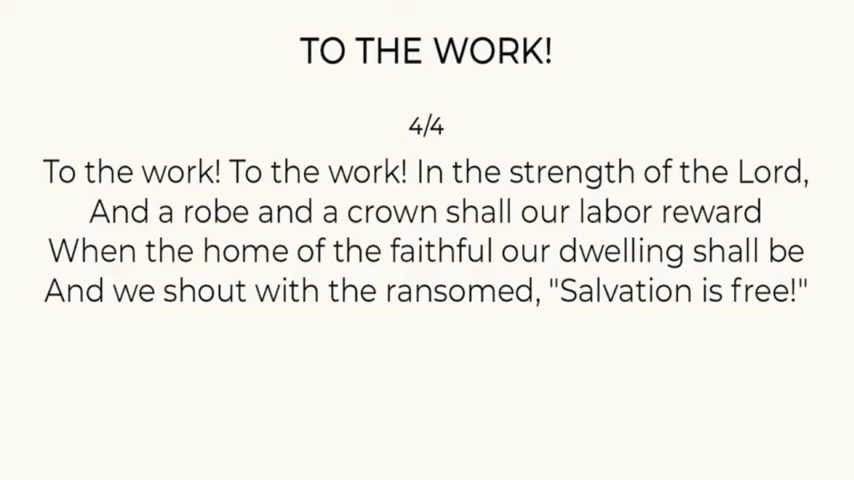 TO THE WORK!
4/4
To the work! To the work! In the strength of the Lord,
And a robe and a crown shall our labor reward
When the home of the faithful our dwelling shall be
And we shout with the ransomed, "Salvation is free!"